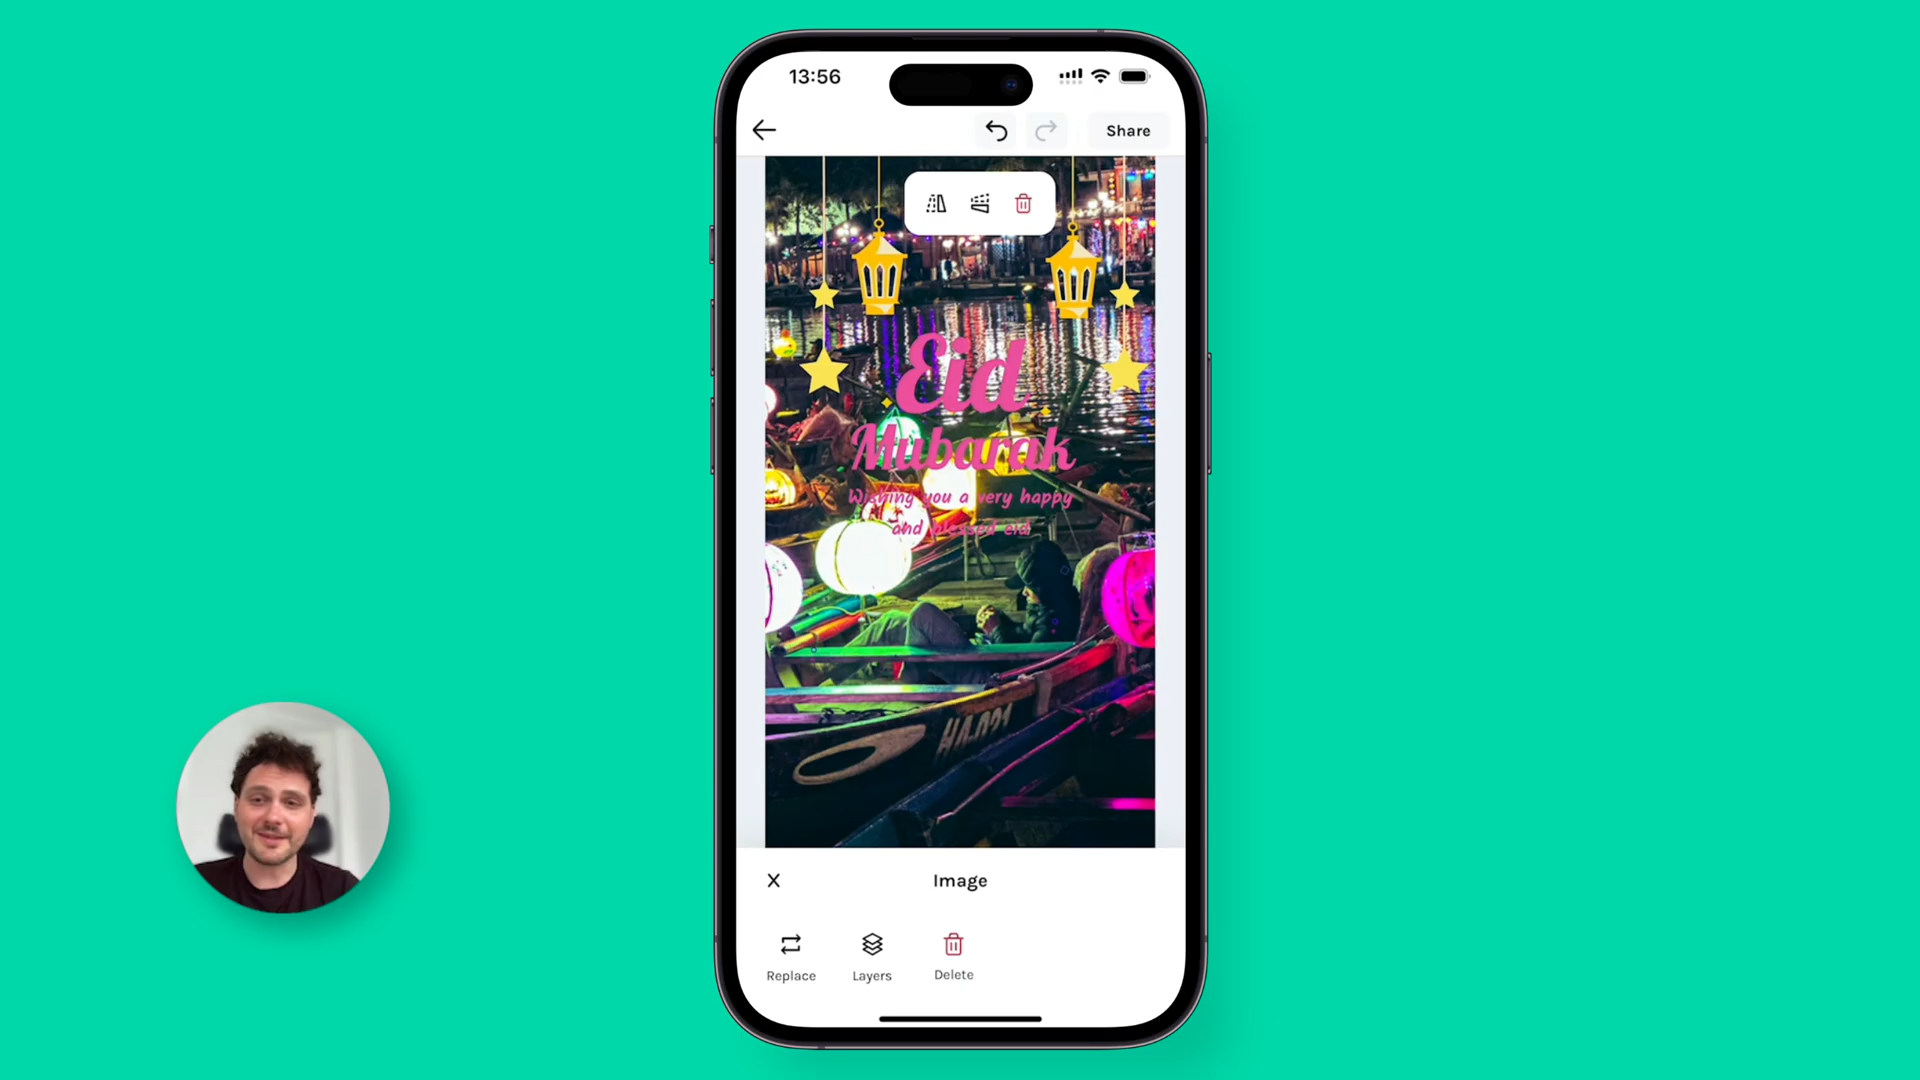 13:56
Share
Eid
Mubarak
Wishing you a very happy
and blessed eid
Image
Replace
Layers
Delete